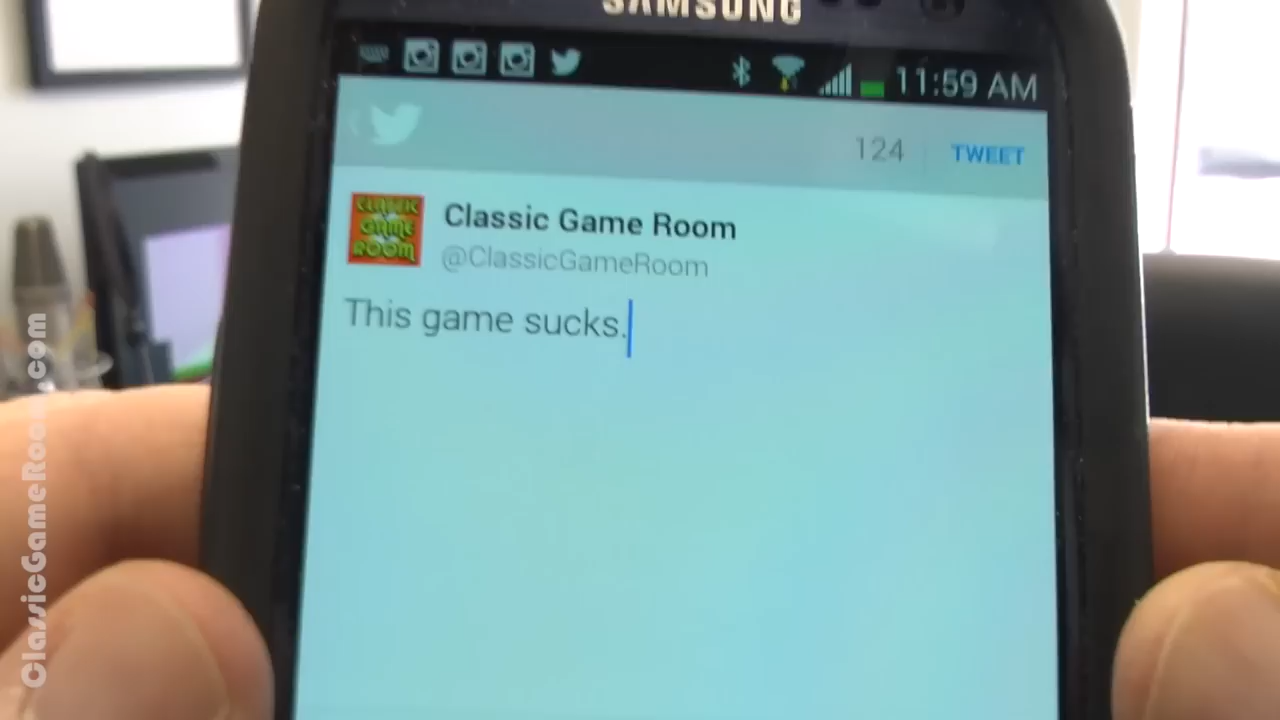 SAMSUNG
11:59 AM
124 TWEET
CLASSIC
GAME
ROOM
Classic Game Room
@ClassicGameRoom
This game sucks.
ClassicGameRoom.com